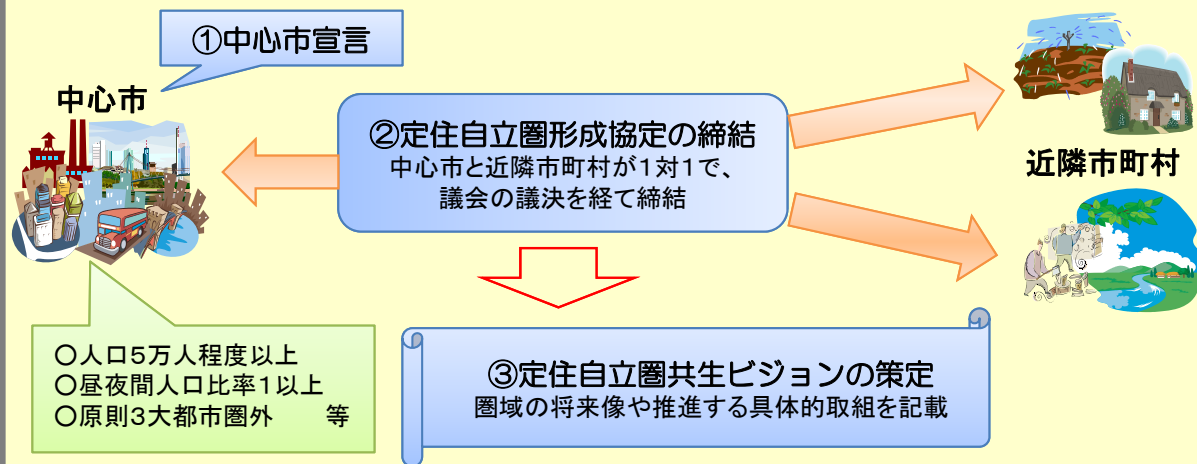 ①中心市宣言
中心市
②定住自立圏形成協定の締結
中心市と近隣市町村が1対1で、
議会の議決を経て締結
近隣市町村
○人口5万人程度以上
○昼夜間人口比率1以上
○原則3大都市圏外　　等
③定住自立圏共生ビジョンの策定
圏域の将来像や推進する具体的取組を記載